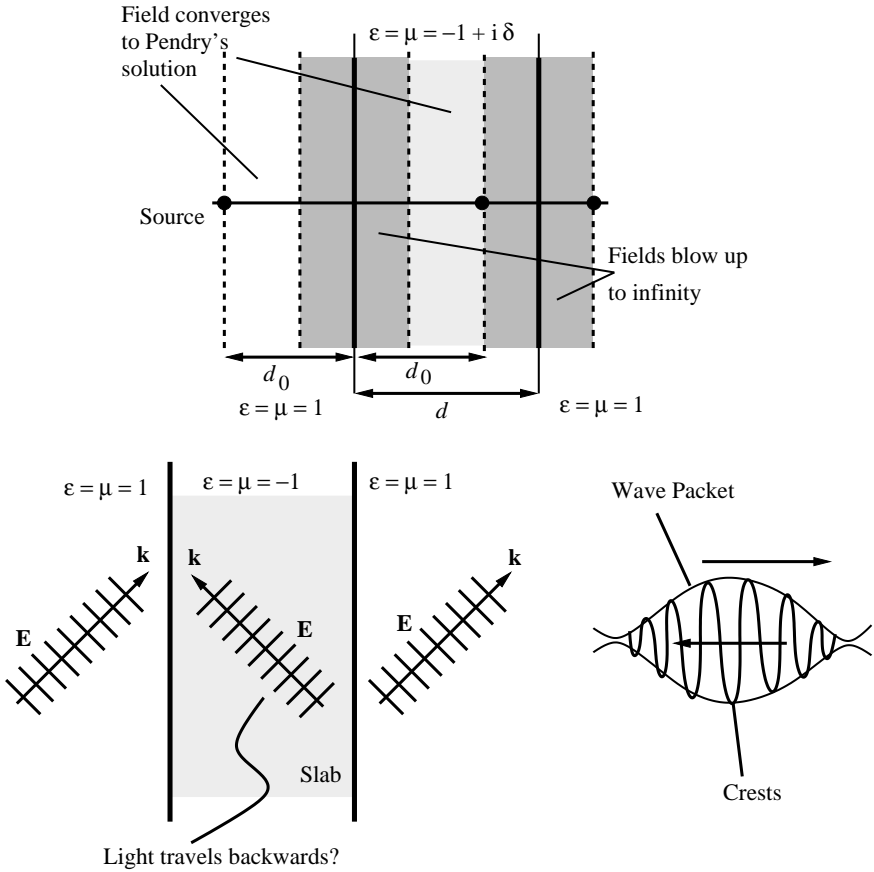 Field converges
to Pendry's
solution
ε = μ = −1 + i δ
Source
Fields blow up
to infinity
d₀
d₀
ε = μ = 1
d
ε = μ = 1
ε = μ = 1
ε = μ = −1
ε = μ = 1
k
k
k
E
E
E
Slab
Light travels backwards?
Wave Packet
Crests